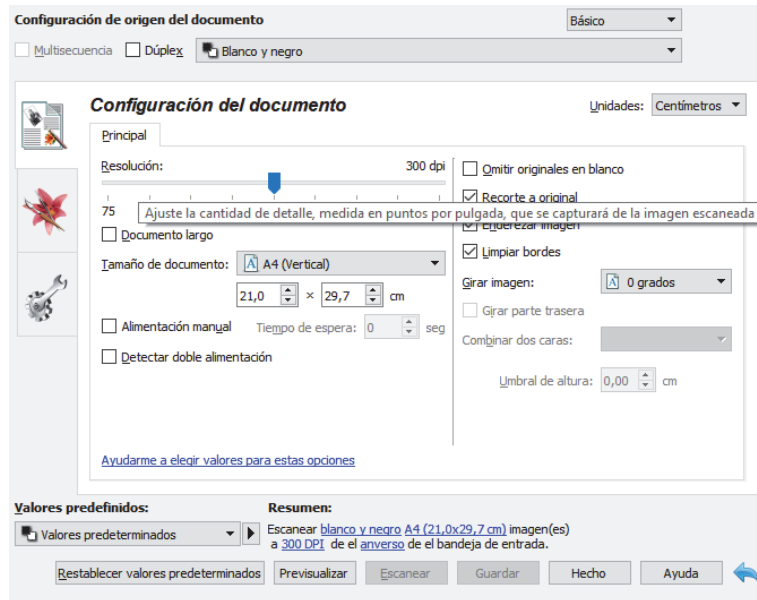 Configuración de origen del documento
Básico
Multisecuencia
Dúplex
Blanco y negro
Configuración del documento
Unidades:
Centímetros
Principal
Resolución:
300 dpi
75
Ajuste la cantidad de detalle, medida en puntos por pulgada, que se capturará de la imagen escaneada
Documento largo
Tamaño de documento:
A4 (Vertical)
21,0 × 29,7 cm
Alimentación manual
Tiempo de espera: 0 seg
Detectar doble alimentación
Omitir originales en blanco
Recorte a original
Enderezar imagen
Limpiar bordes
Girar imagen:
0 grados
Girar parte trasera
Combinar dos caras:
Umbral de altura: 0,00 cm
Ayudarme a elegir valores para estas opciones
Valores predefinidos:
Valores predeterminados
Resumen:
Escanear blanco y negro A4 (21,0x29,7 cm) imagen(es)
a 300 DPI de el anverso de el bandeja de entrada.
Restablecer valores predeterminados
Previsualizar
Escanear
Guardar
Hecho
Ayuda